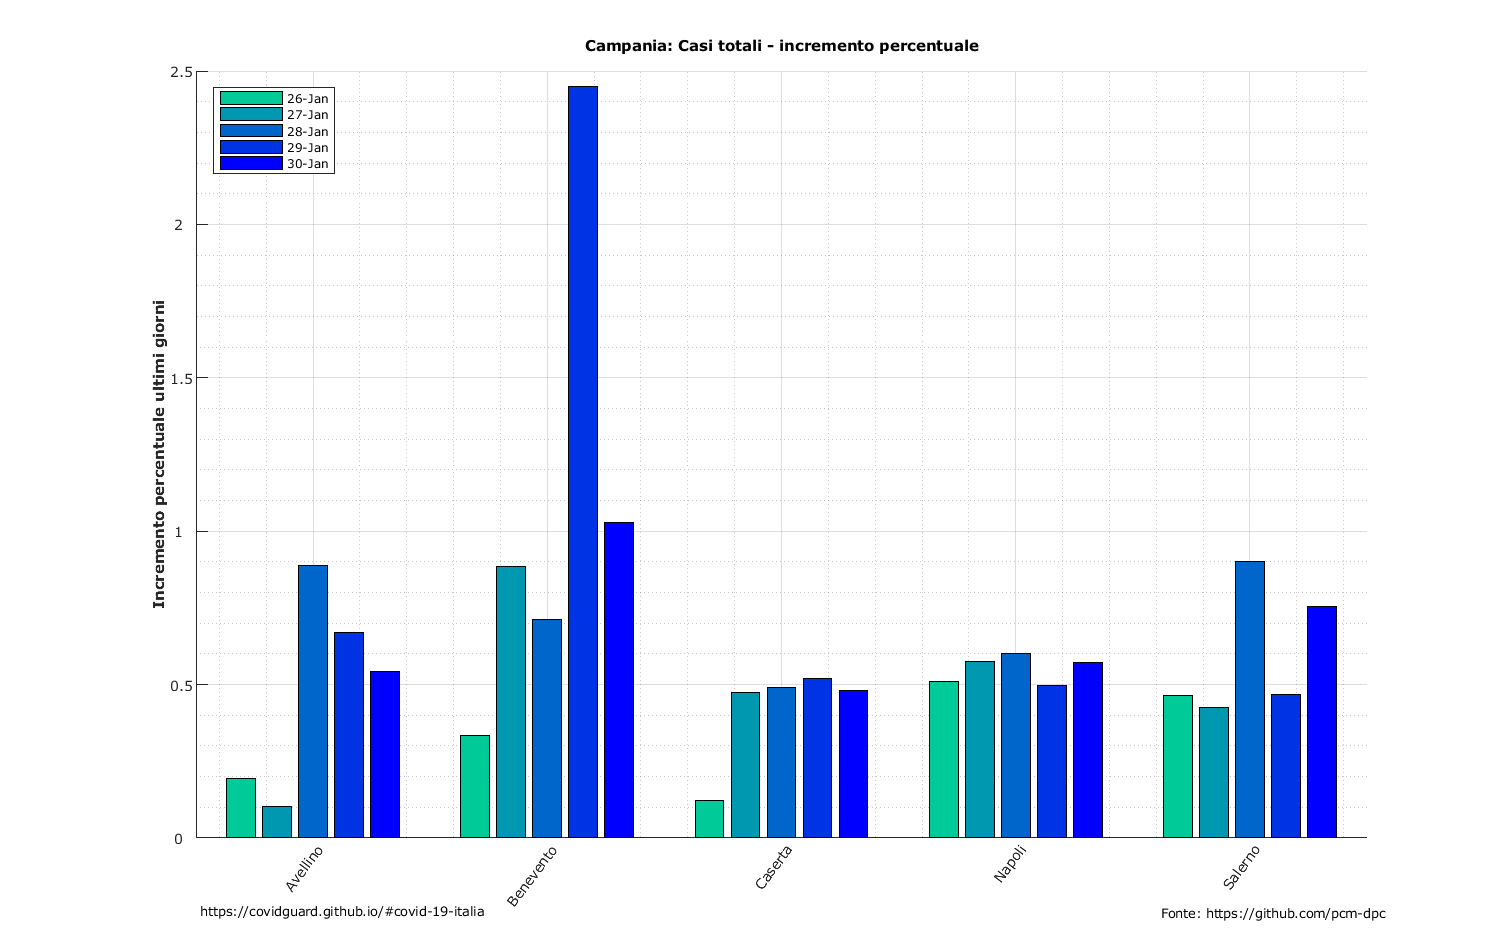 Campania: Casi totali - incremento percentuale
26-Jan
27-Jan
28-Jan
29-Jan
30-Jan
Incremento percentuale ultimi giorni
2.5
2
1.5
1
0.5
0
Avellino
Benevento
Caserta
Napoli
Salerno
https://covidguard.github.io/#covid-19-italia
Fonte: https://github.com/pcm-dpc